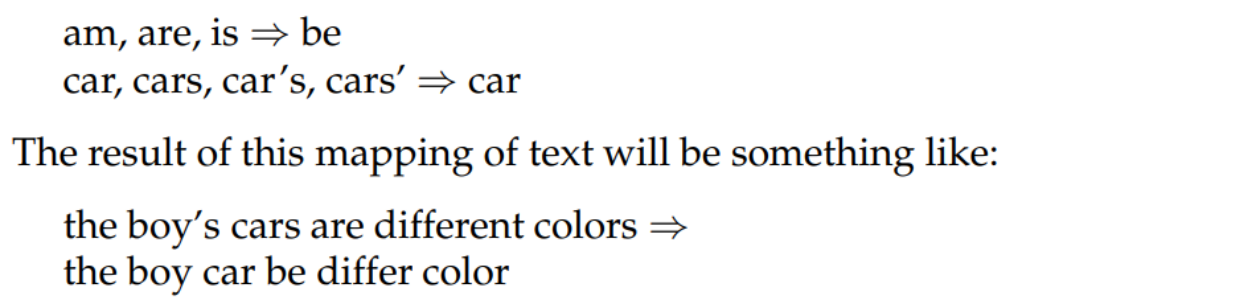 am, are, is ⇒ be
car, cars, car’s, cars’ ⇒ car
The result of this mapping of text will be something like:
the boy’s cars are different colors ⇒
the boy car be differ color